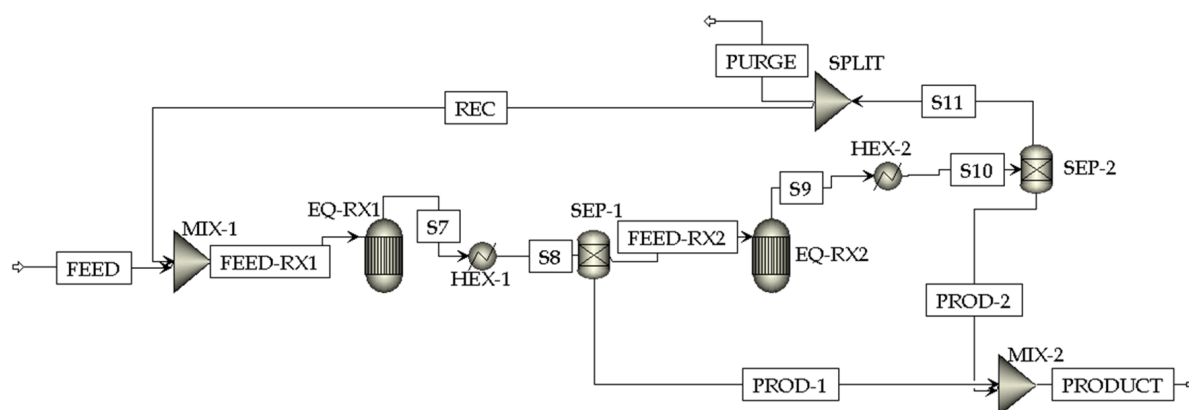 PURGE
SPLIT
REC
S11
HEX-2
S10
SEP-2
S9
EQ-RX1
SEP-1
MIX-1
S7
FEED-RX2
FEED
FEED-RX1
HEX-1
S8
EQ-RX2
PROD-2
MIX-2
PROD-1
PRODUCT